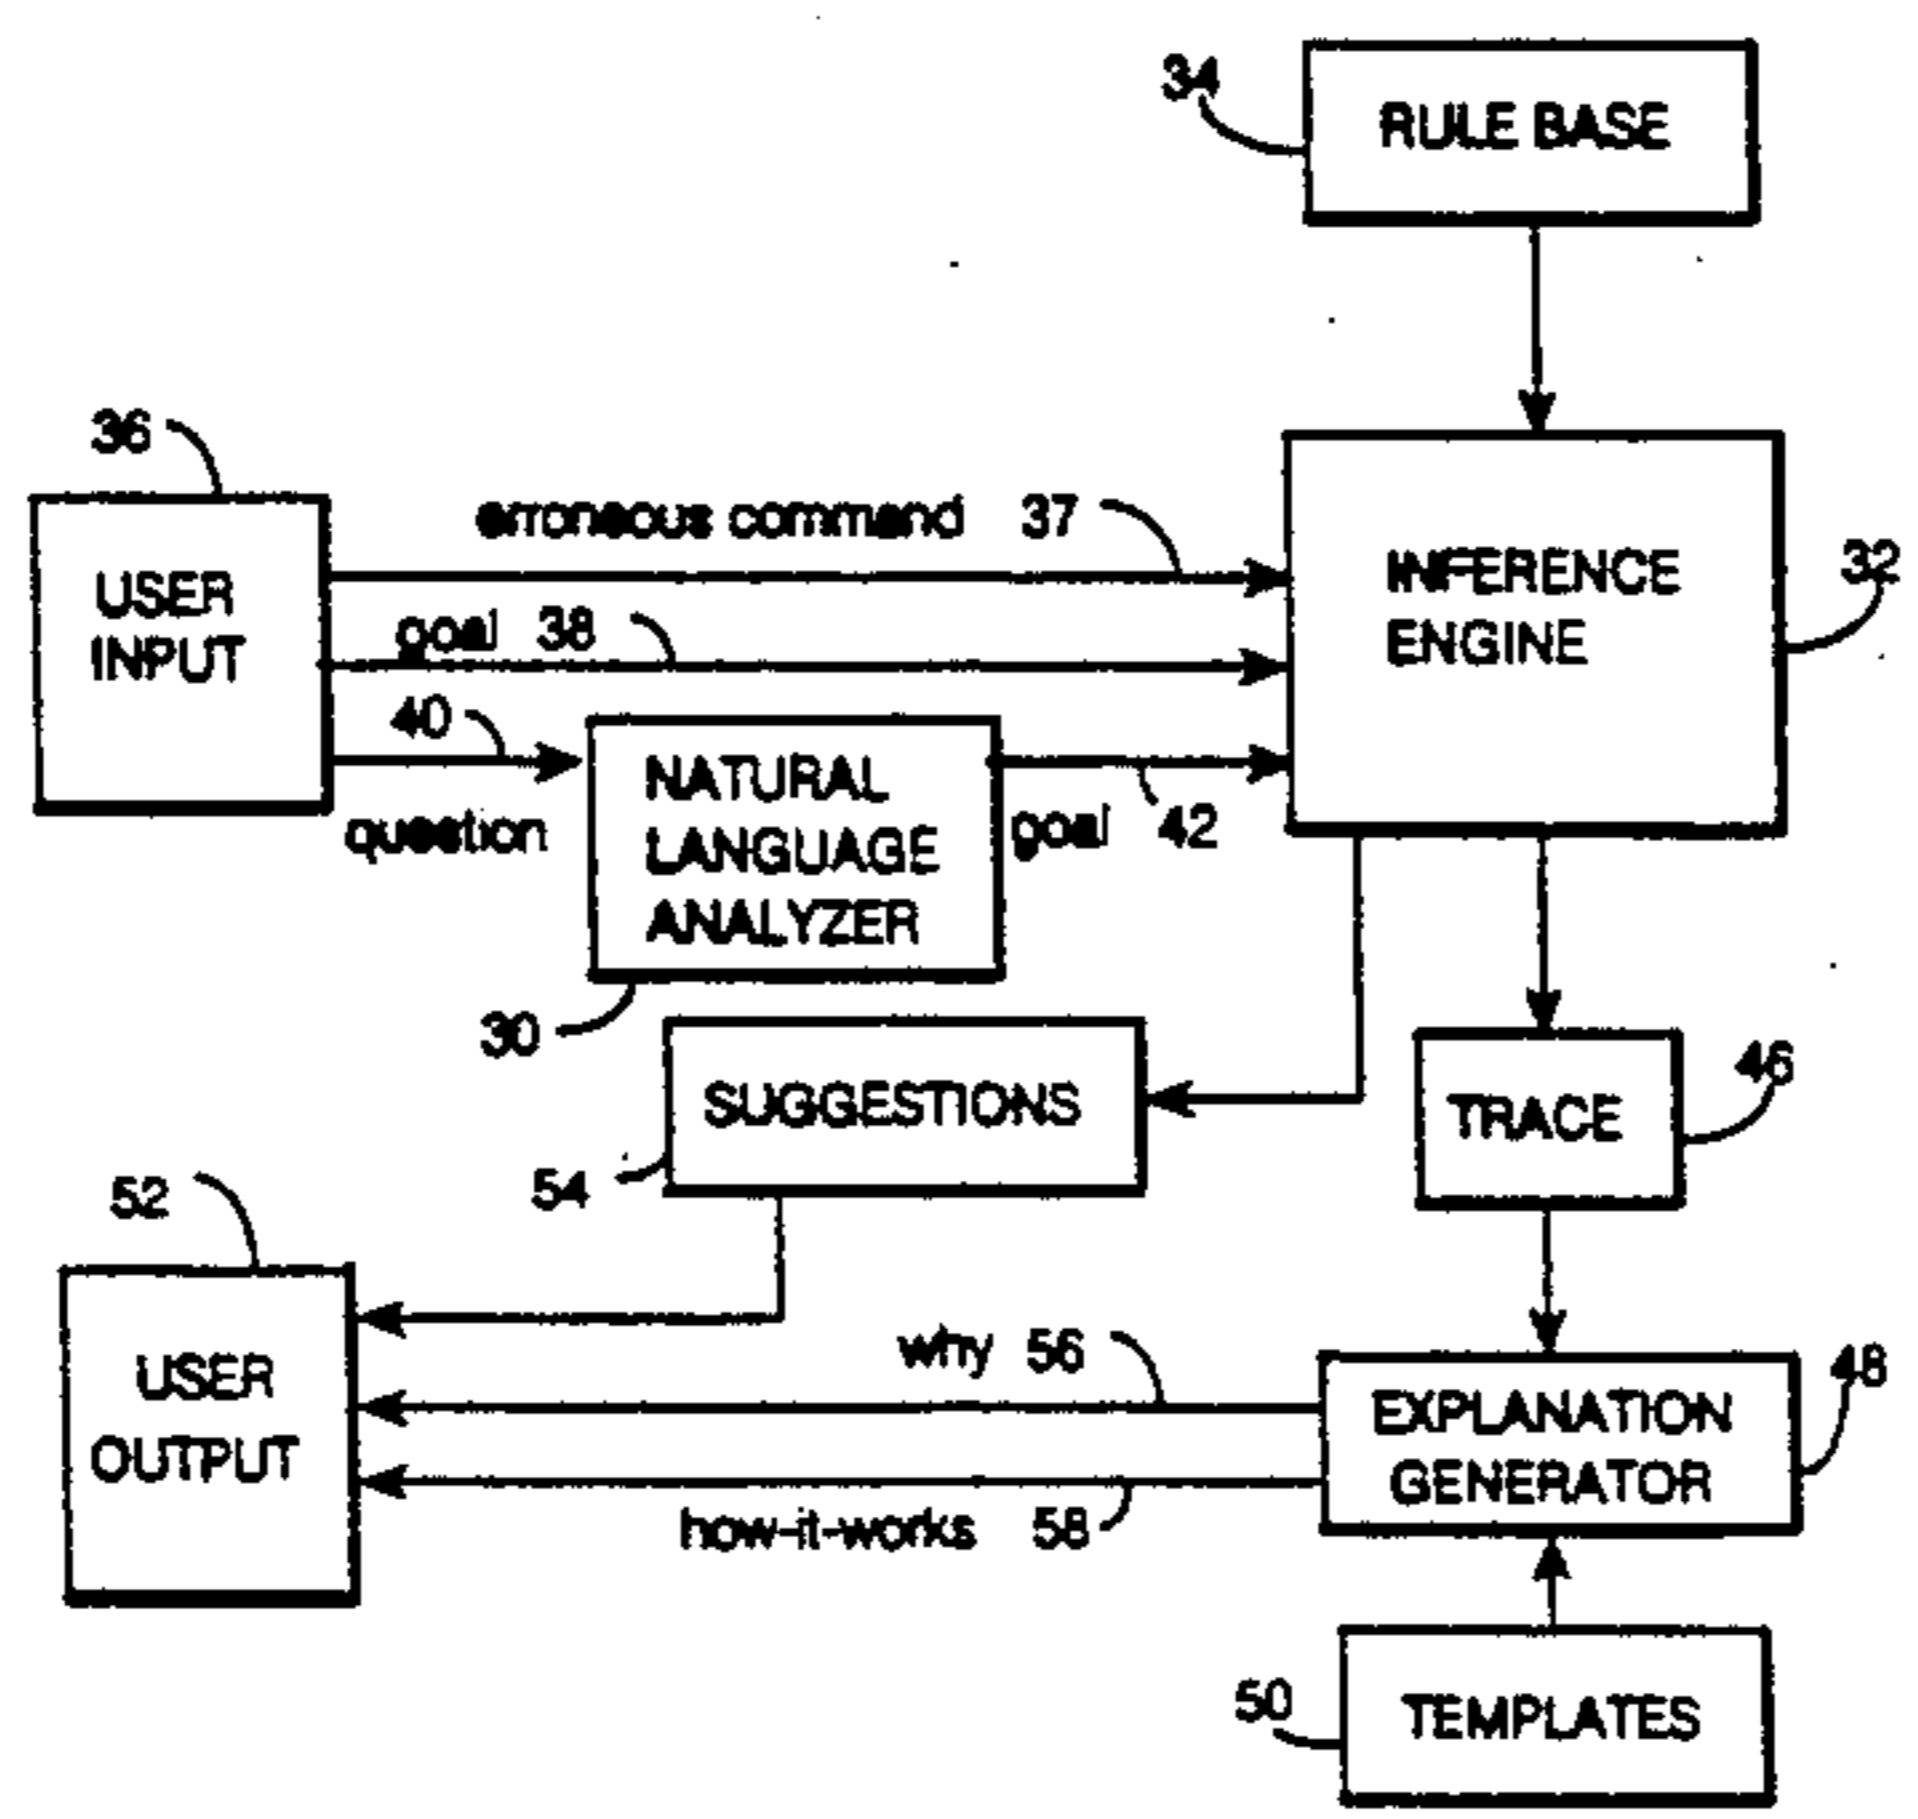 34
RULE BASE
36
erroneous command 37
USER
INPUT
INFERENCE
ENGINE
32
goal 38
40
question
NATURAL
LANGUAGE
ANALYZER
goal 42
30
SUGGESTIONS
54
TRACE
46
52
USER
OUTPUT
why 56
EXPLANATION
GENERATOR
48
how-it-works 58
50
TEMPLATES